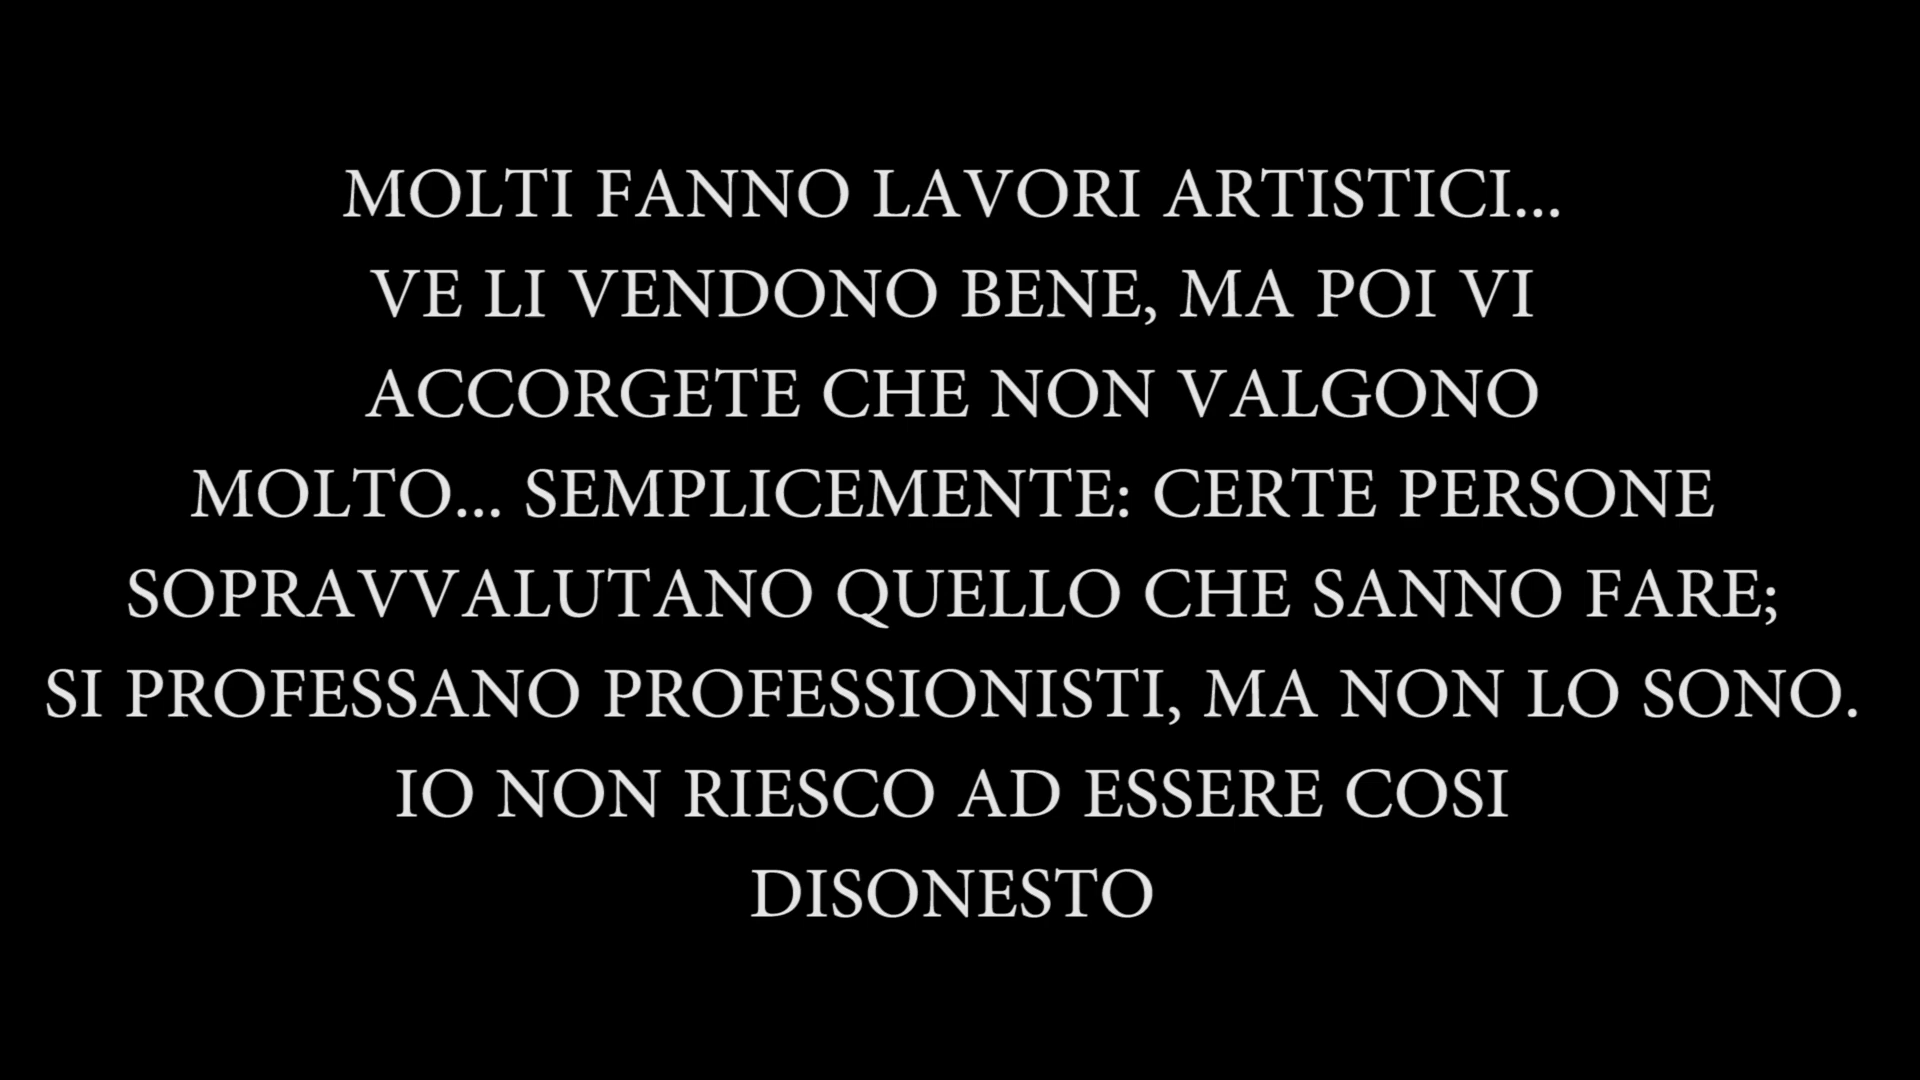 MOLTI FANNO LAVORI ARTISTICI...
VE LI VENDONO BENE, MA POI VI
ACCORGETE CHE NON VALGONO
MOLTO... SEMPLICEMENTE: CERTE PERSONE
SOPRAVVALUTANO QUELLO CHE SANNO FARE;
SI PROFESSANO PROFESSIONISTI, MA NON LO SONO.
IO NON RIESCO AD ESSERE COSI
DISONESTO